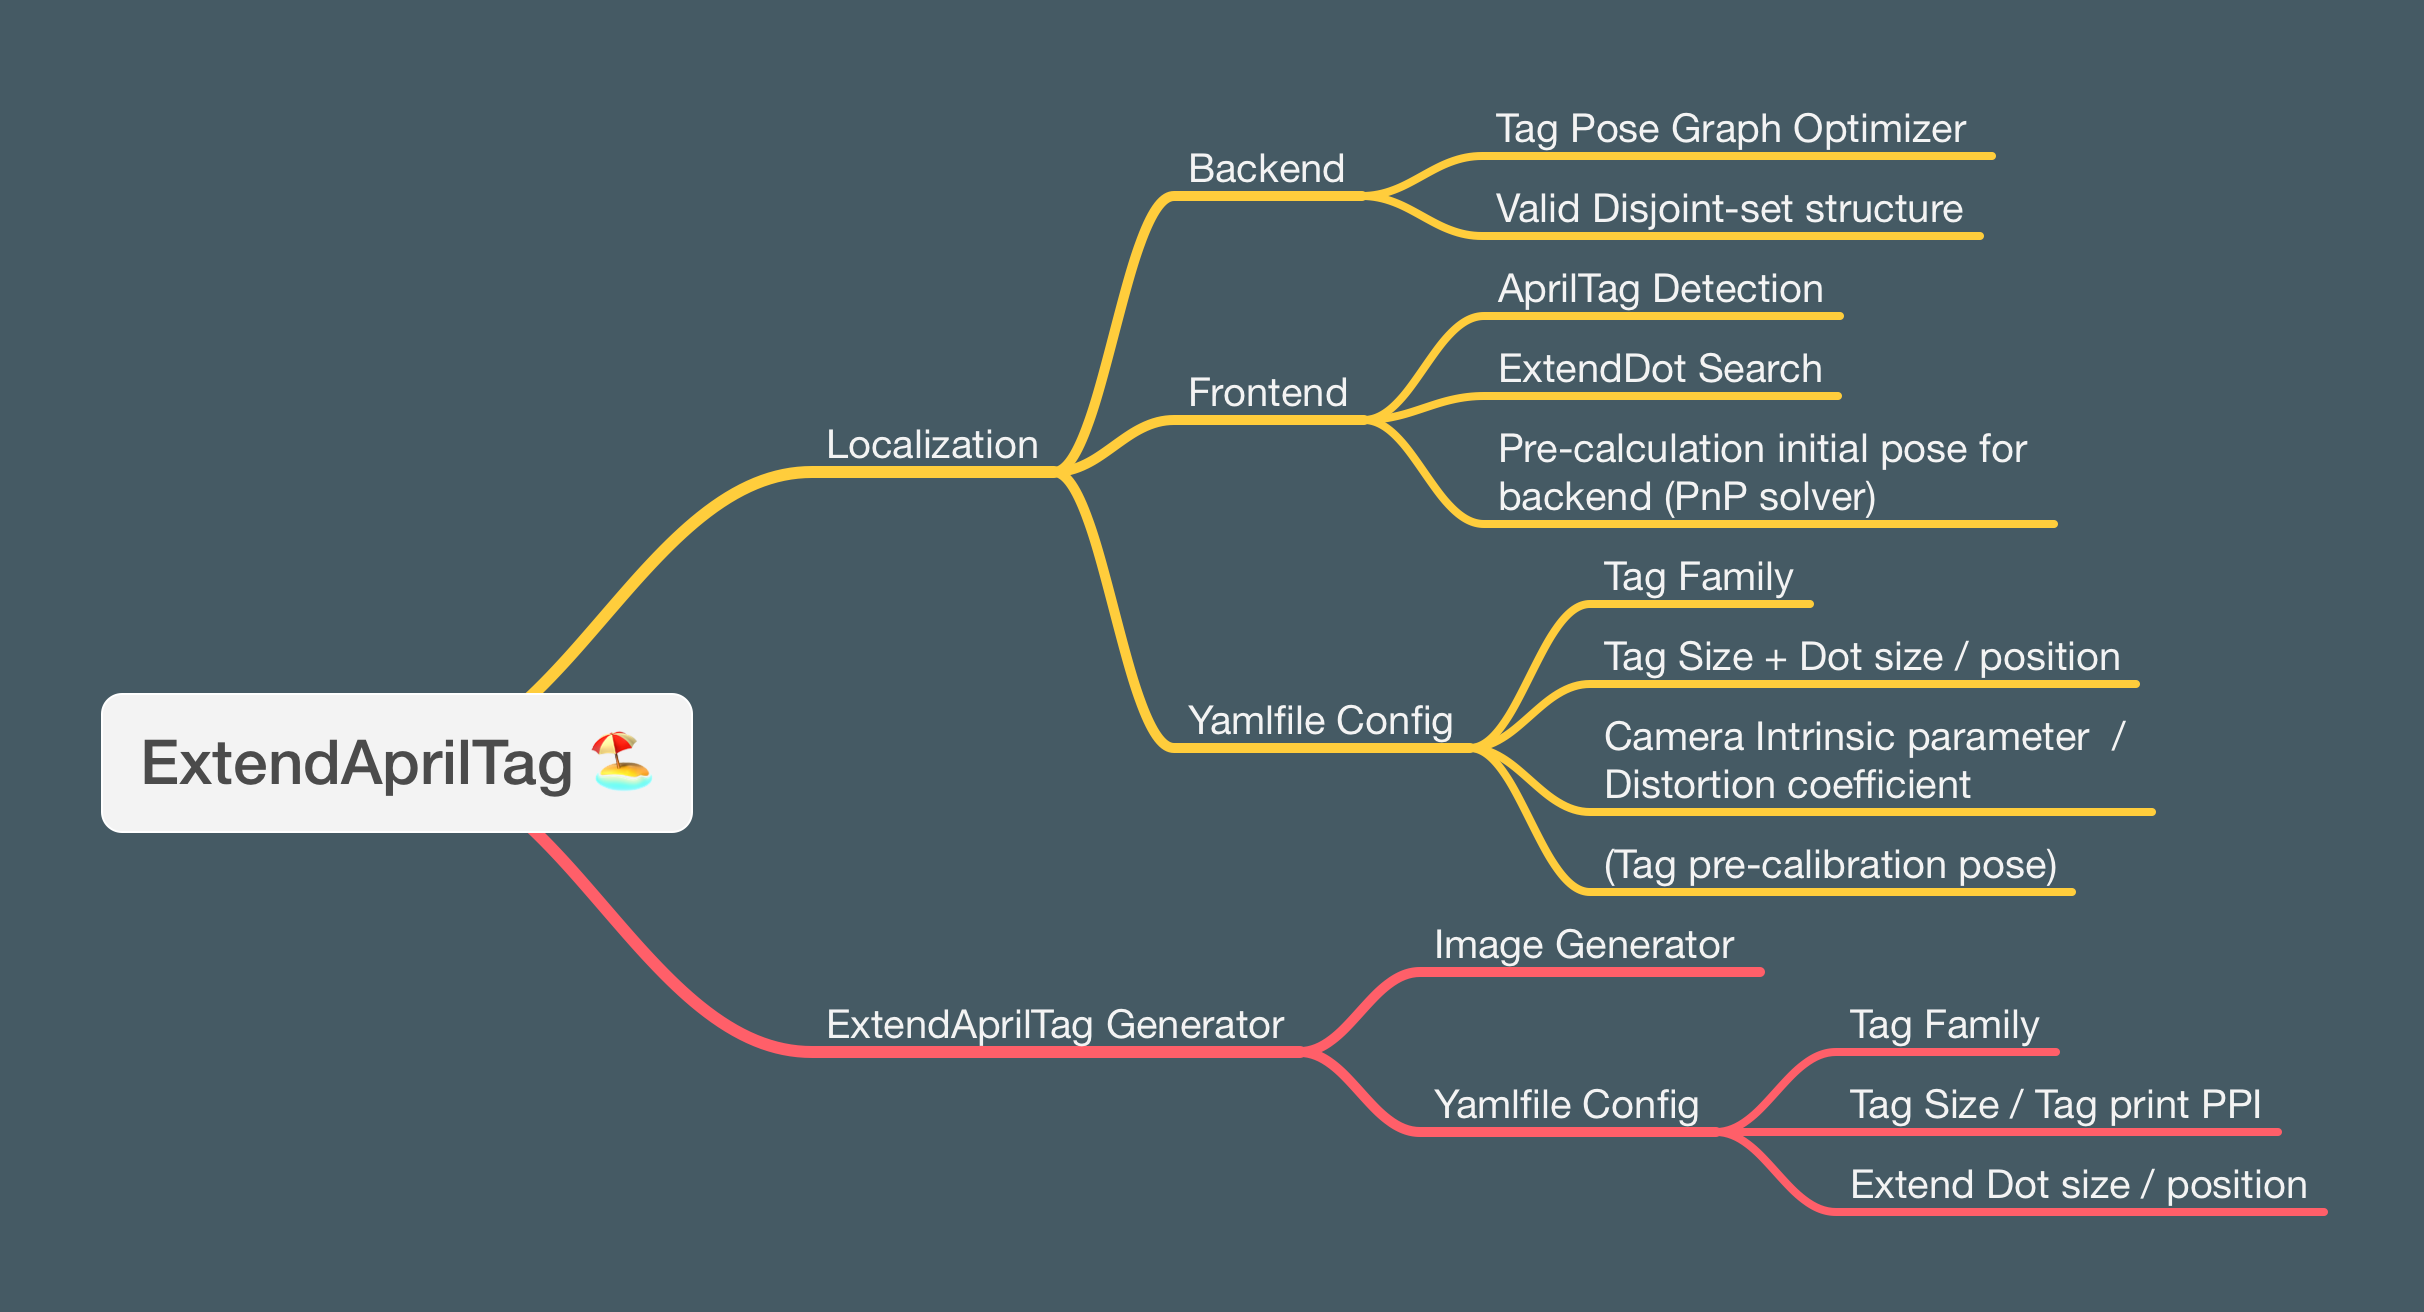 Tag Pose Graph Optimizer
Backend
Valid Disjoint-set structure
AprilTag Detection
ExtendDot Search
Frontend
Localization
Pre-calculation initial pose for
backend (PnP solver)
Tag Family
Tag Size + Dot size / position
Yamlfile Config
Camera Intrinsic parameter  /
Distortion coefficient
(Tag pre-calibration pose)
ExtendAprilTag 🏖️
Image Generator
ExtendAprilTag Generator
Tag Family
Yamlfile Config
Tag Size / Tag print PPI
Extend Dot size / position